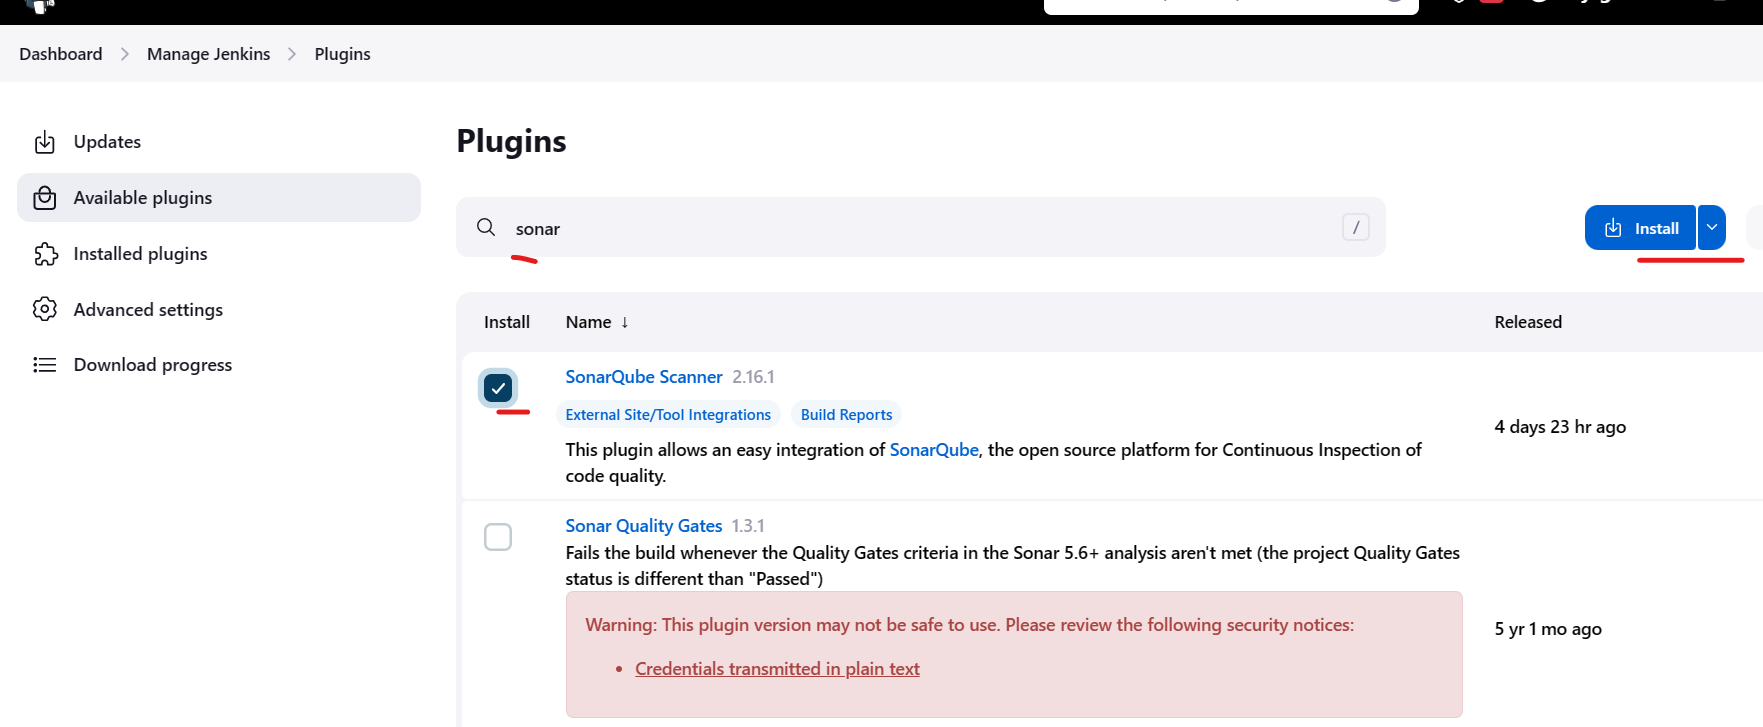 Dashboard > Manage Jenkins > Plugins
Updates
Available plugins
Installed plugins
Advanced settings
Download progress
Plugins
sonar /
Install
Install Name ↓ Released
SonarQube Scanner 2.16.1
External Site/Tool Integrations Build Reports
This plugin allows an easy integration of SonarQube, the open source platform for Continuous Inspection of
code quality.
4 days 23 hr ago
Sonar Quality Gates 1.3.1
Fails the build whenever the Quality Gates criteria in the Sonar 5.6+ analysis aren't met (the project Quality Gates
status is different than "Passed")
Warning: This plugin version may not be safe to use. Please review the following security notices:
• Credentials transmitted in plain text
5 yr 1 mo ago